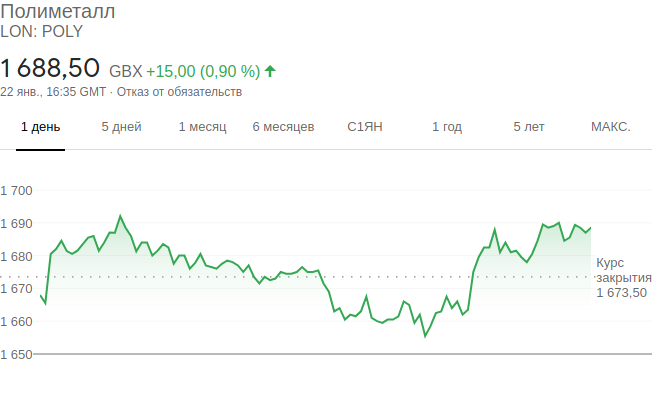 Полиметалл
LON: POLY
1 688,50 GBX +15,00 (0,90 %)
22 янв., 16:35 GMT · Отказ от обязательств
1 день 5 дней 1 месяц 6 месяцев С1ЯН 1 год 5 лет МАКС.
1 700
1 690
1 680
1 670
1 660
1 650
Курс
закрытия
1 673,50